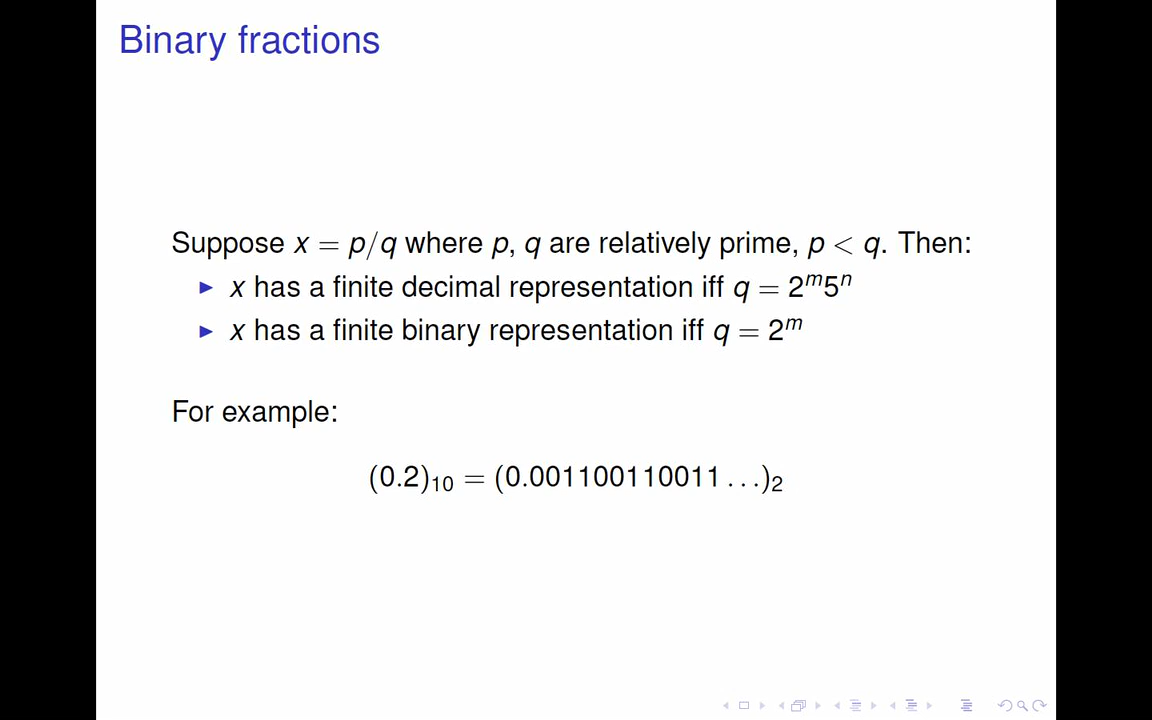 Binary fractions
Suppose x = p/q where p, q are relatively prime, p < q. Then:
▶ x has a finite decimal representation iff q = 2^m5^n
▶ x has a finite binary representation iff q = 2^m
For example:
(0.2)₁₀ = (0.001100110011 . . .)₂